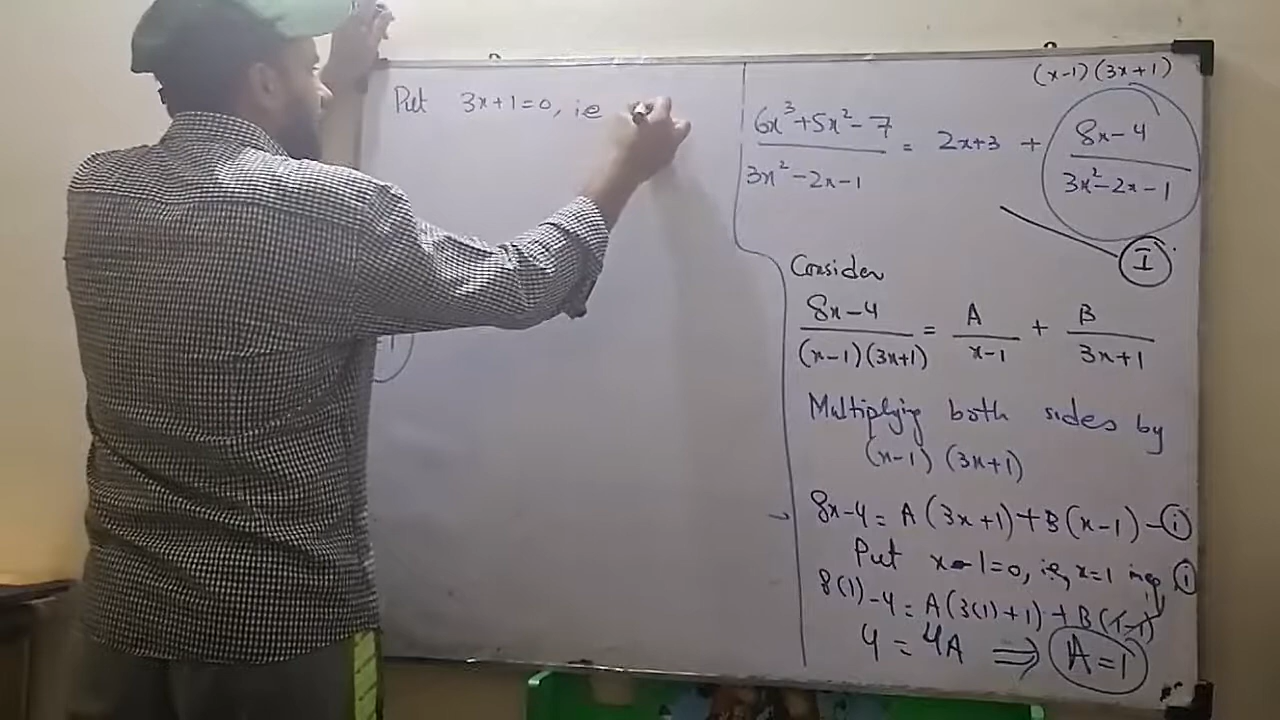 Put 3x+1=0, ie
(x-1) (3x+1)
6x³+5x²-7 / 3x²-2x-1 = 2x+3 + 8x-4 / 3x²-2x-1
I
Consider
8x-4 / (x-1)(3x+1) = A / x-1 + B / 3x+1
Multiplying both sides by
(x-1) (3x+1)
8x-4 = A(3x+1)+B(x-1) - i
Put x-1=0, ie, x=1 in eq i
8(1)-4 = A(3(1)+1)+B(1-1)
4 = 4A ⇒ A=1